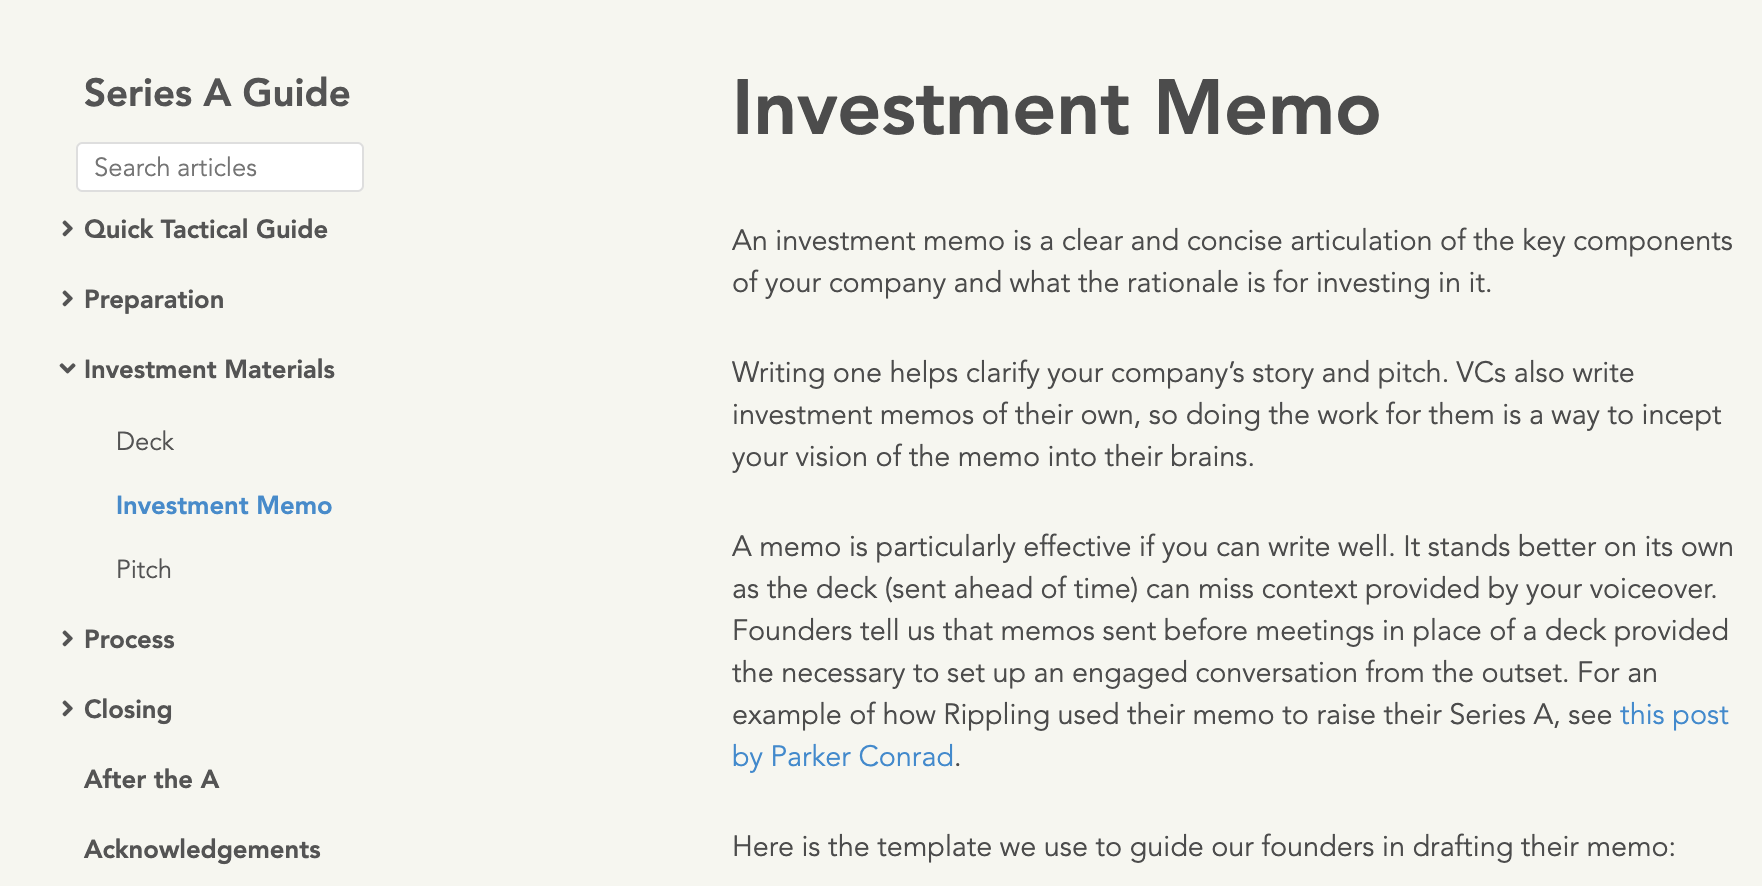 Series A Guide
Search articles
Quick Tactical Guide
Preparation
Investment Materials
Deck
Investment Memo
Pitch
Process
Closing
After the A
Acknowledgements
Investment Memo
An investment memo is a clear and concise articulation of the key components
of your company and what the rationale is for investing in it.
Writing one helps clarify your company’s story and pitch. VCs also write
investment memos of their own, so doing the work for them is a way to incept
your vision of the memo into their brains.
A memo is particularly effective if you can write well. It stands better on its own
as the deck (sent ahead of time) can miss context provided by your voiceover.
Founders tell us that memos sent before meetings in place of a deck provided
the necessary to set up an engaged conversation from the outset. For an
example of how Rippling used their memo to raise their Series A, see this post
by Parker Conrad.
Here is the template we use to guide our founders in drafting their memo: